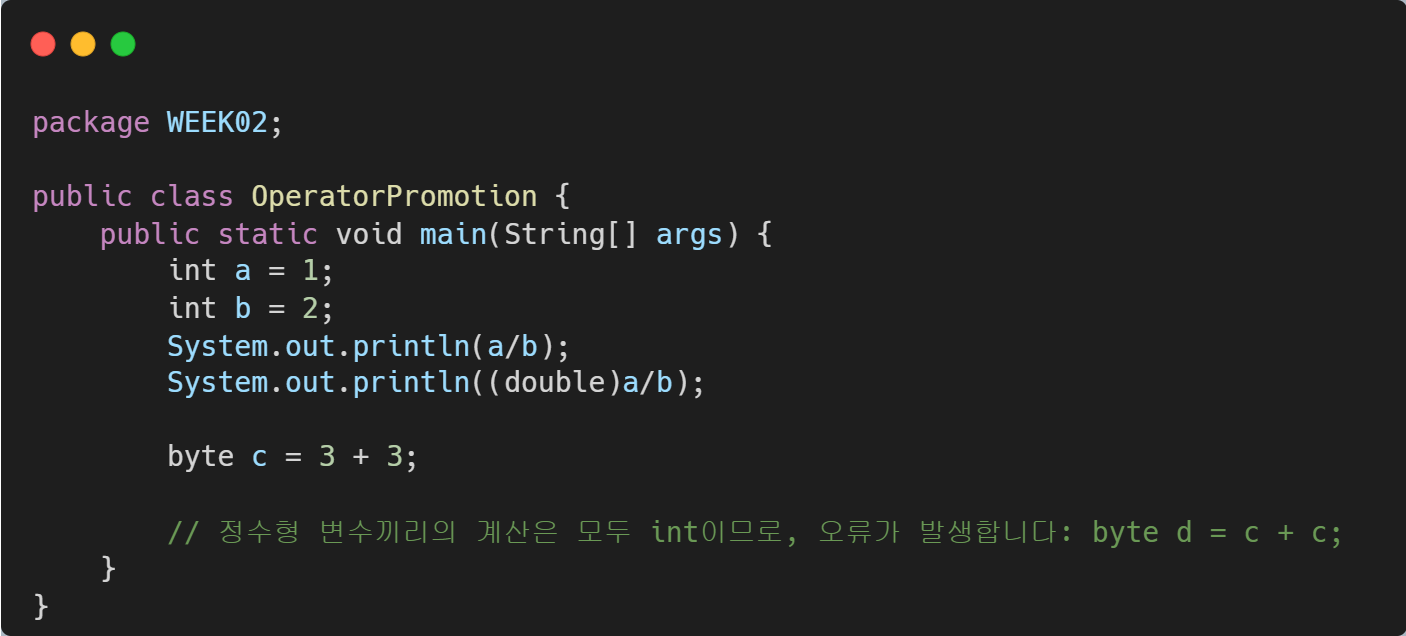 package WEEK02;
public class OperatorPromotion {
public static void main(String[] args) {
int a = 1;
int b = 2;
System.out.println(a/b);
System.out.println((double)a/b);
byte c = 3 + 3;
// 정수형 변수끼리의 계산은 모두 int이므로, 오류가 발생합니다: byte d = c + c;
}
}